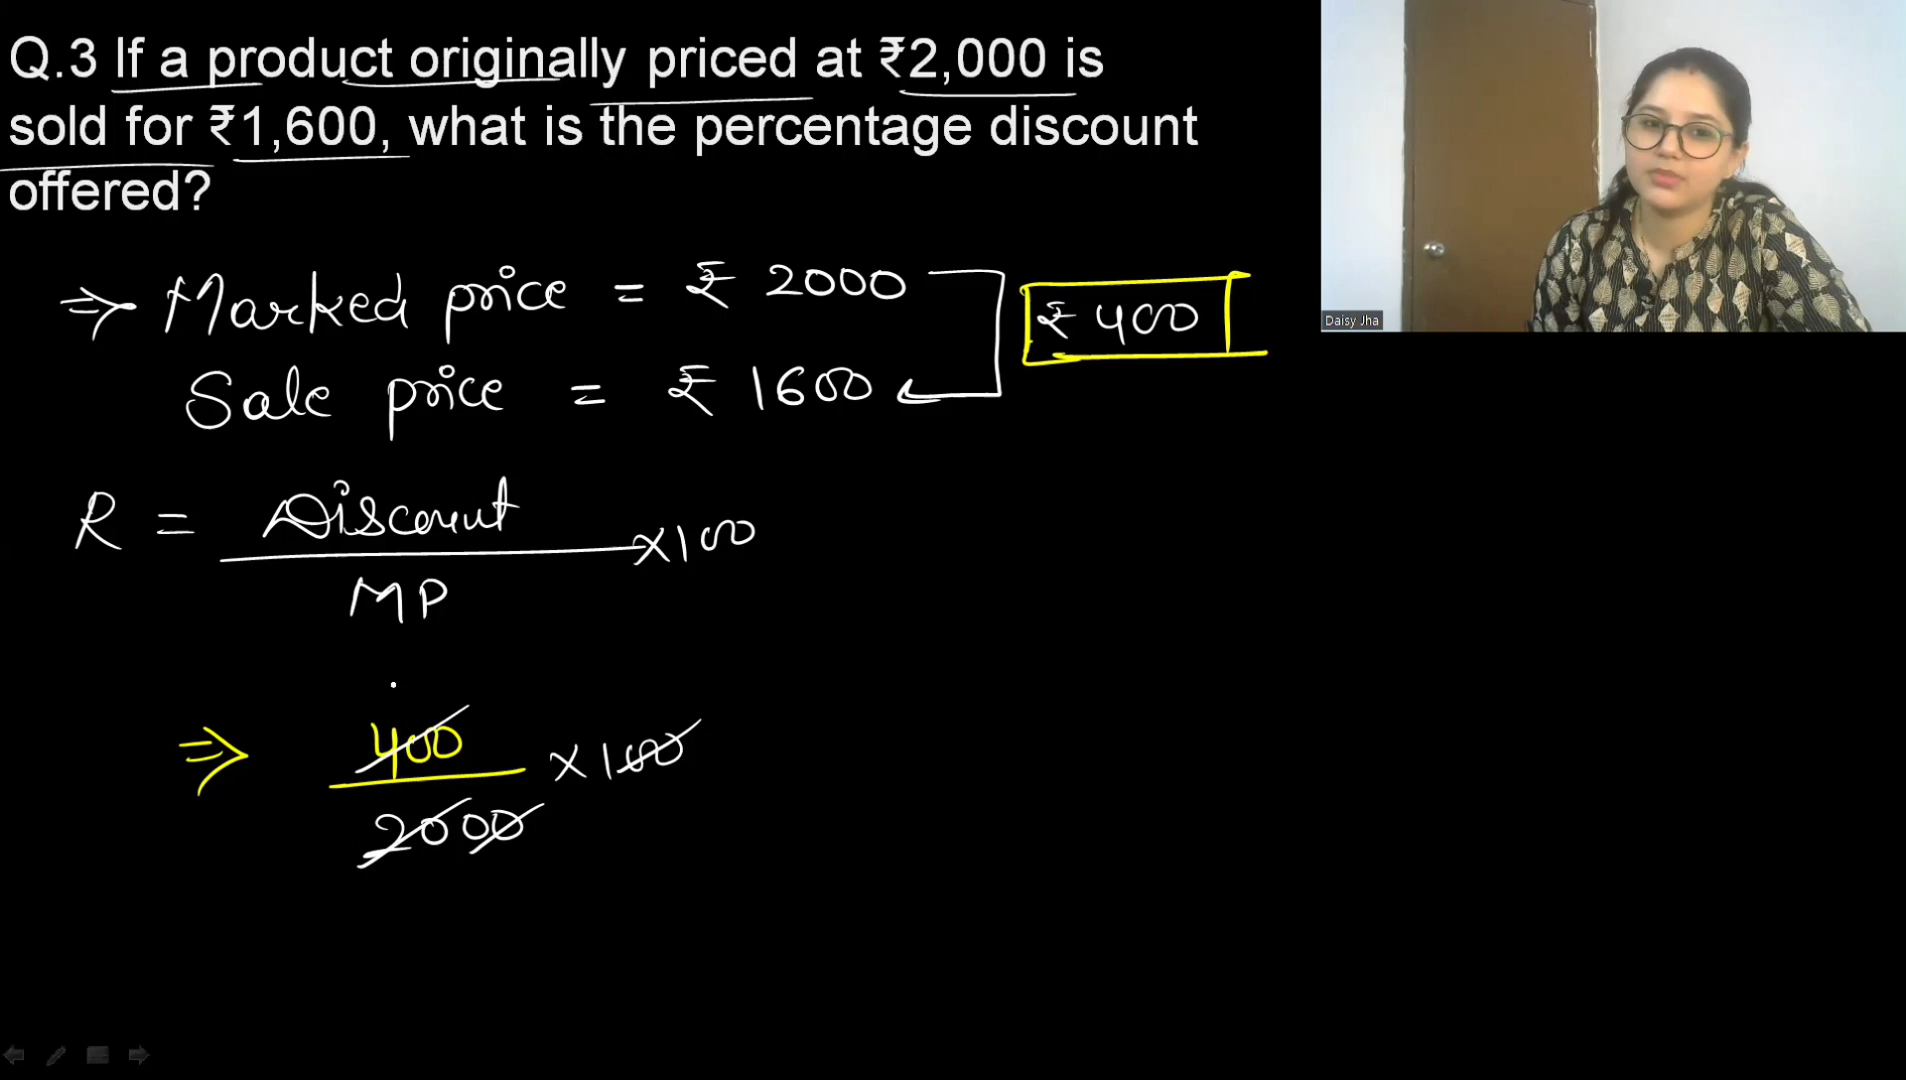 Q.3 If a product originally priced at ₹2,000 is
sold for ₹1,600, what is the percentage discount
offered?
⇒ Marked price = ₹ 2000
₹ 400
Sale price = ₹ 1600
R = Discount
×100
MP
⇒ 400
×100
2000
Daisy Jha